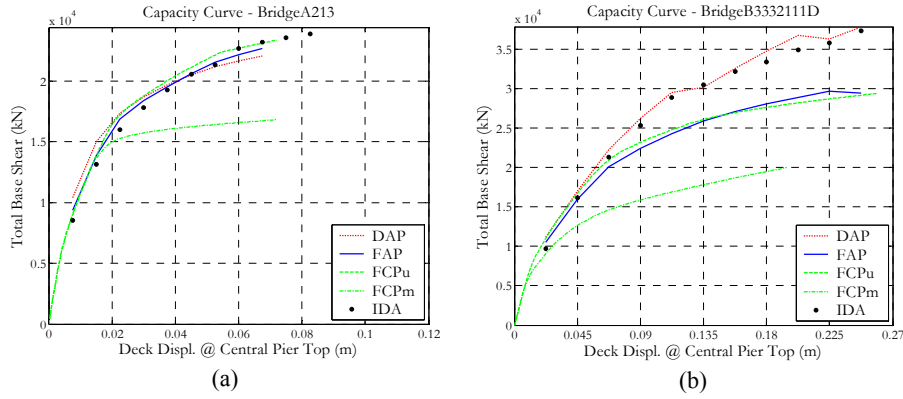 Capacity Curve - BridgeA213
x 10⁴
Total Base Shear (kN)
2
1.5
1
0.5
0
0
0.02
0.04
0.06
0.08
0.1
0.12
Deck Displ. @ Central Pier Top (m)
DAP
FAP
FCPu
FCPm
IDA
(a)
Capacity Curve - BridgeB3332111D
x 10⁴
Total Base Shear (kN)
3.5
3
2.5
2
1.5
1
0.5
0
0
0.045
0.09
0.135
0.18
0.225
0.27
Deck Displ. @ Central Pier Top (m)
DAP
FAP
FCPu
FCPm
IDA
(b)